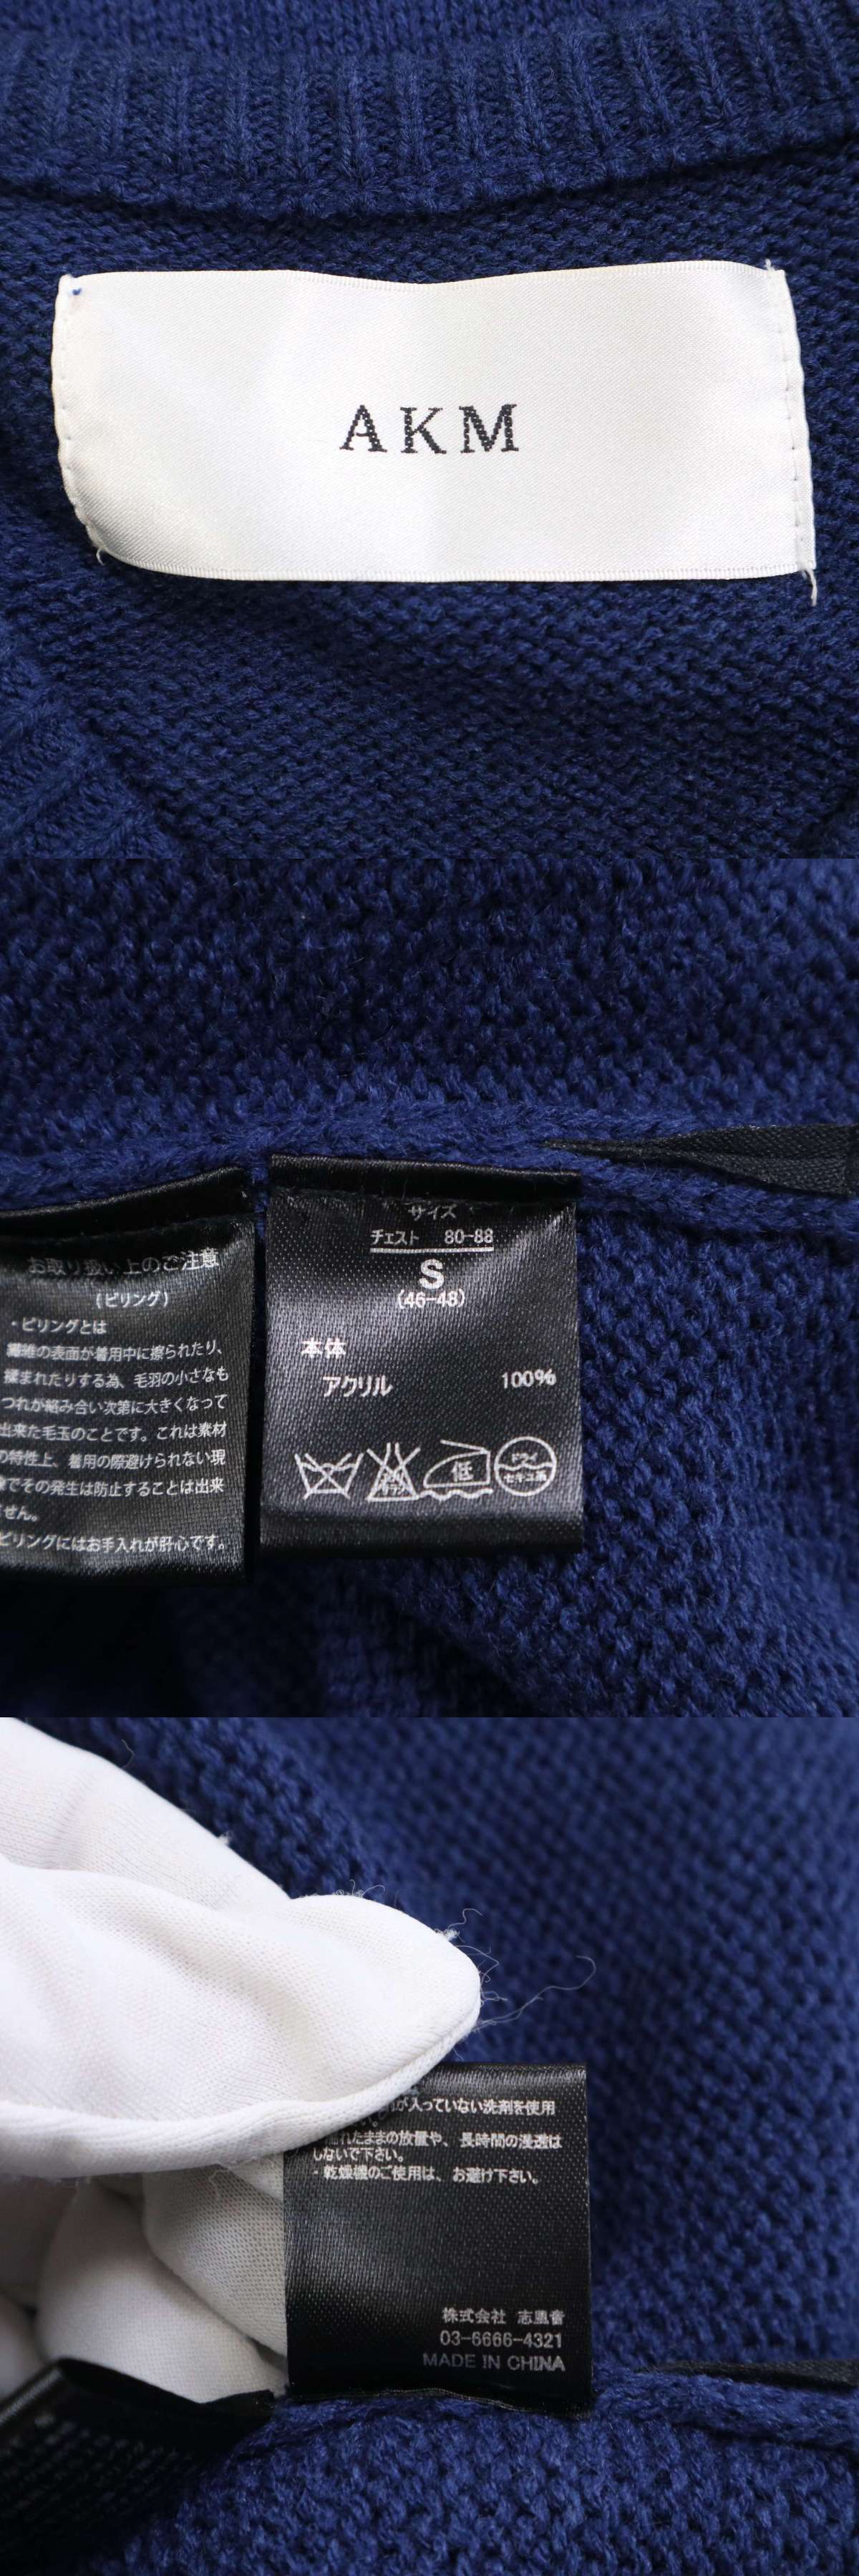 AKM
お取り扱い上のご注意
(ピリング)
・ピリングとは
繊維の表面が着用中に擦られたり、
揉まれたりする為、毛羽の小さなも
つれが絡み合い次第に大きくなって
出来た毛玉のことです。これは素材
の特性上、着用の際避けられない現
でその発生は防止することは出来
せん。
ピリングにはお手入れが肝心です。
サイズ
チェスト 80-88
S
(46-48)
本体
アクリル 100%
低
ドライ
セキユ系
が入っていない洗剤を使用
い。
濡れたままの放置や、長時間の浸漬は
しないで下さい。
・乾燥機のご使用は、お避け下さい。
株式会社 志風音
03-6666-4321
MADE IN CHINA